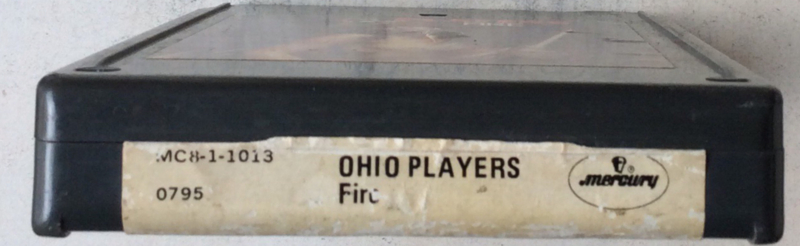 MC8-1-1013
OHIO PLAYERS
mercury
0795
Fire